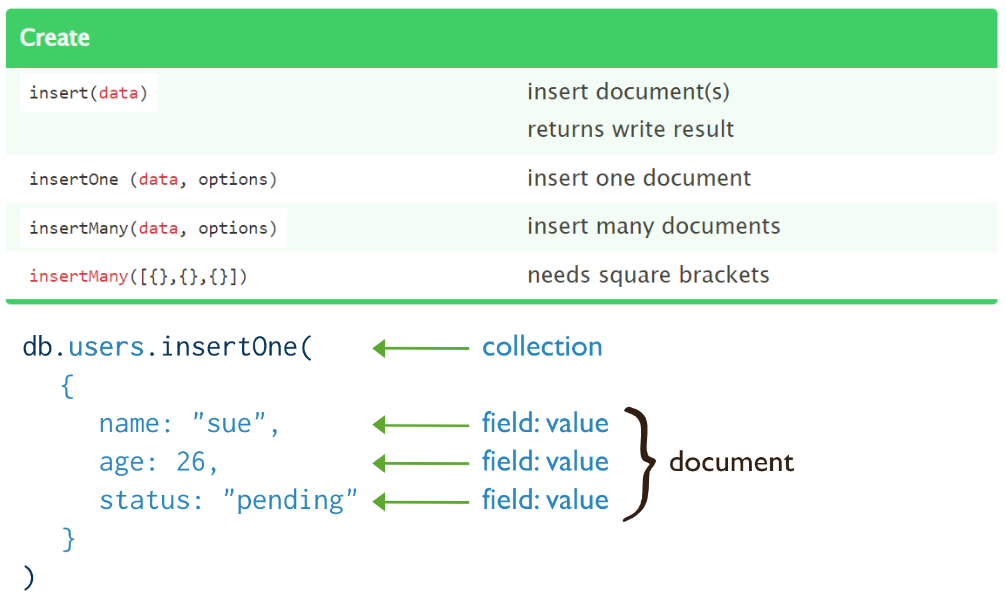 Create
insert(data) insert document(s)
returns write result
insertOne (data, options) insert one document
insertMany(data, options) insert many documents
insertMany([{},{},{}]) needs square brackets
db.users.insertOne( collection
{
name: "sue", field: value
age: 26, field: value document
status: "pending" field: value
}
)